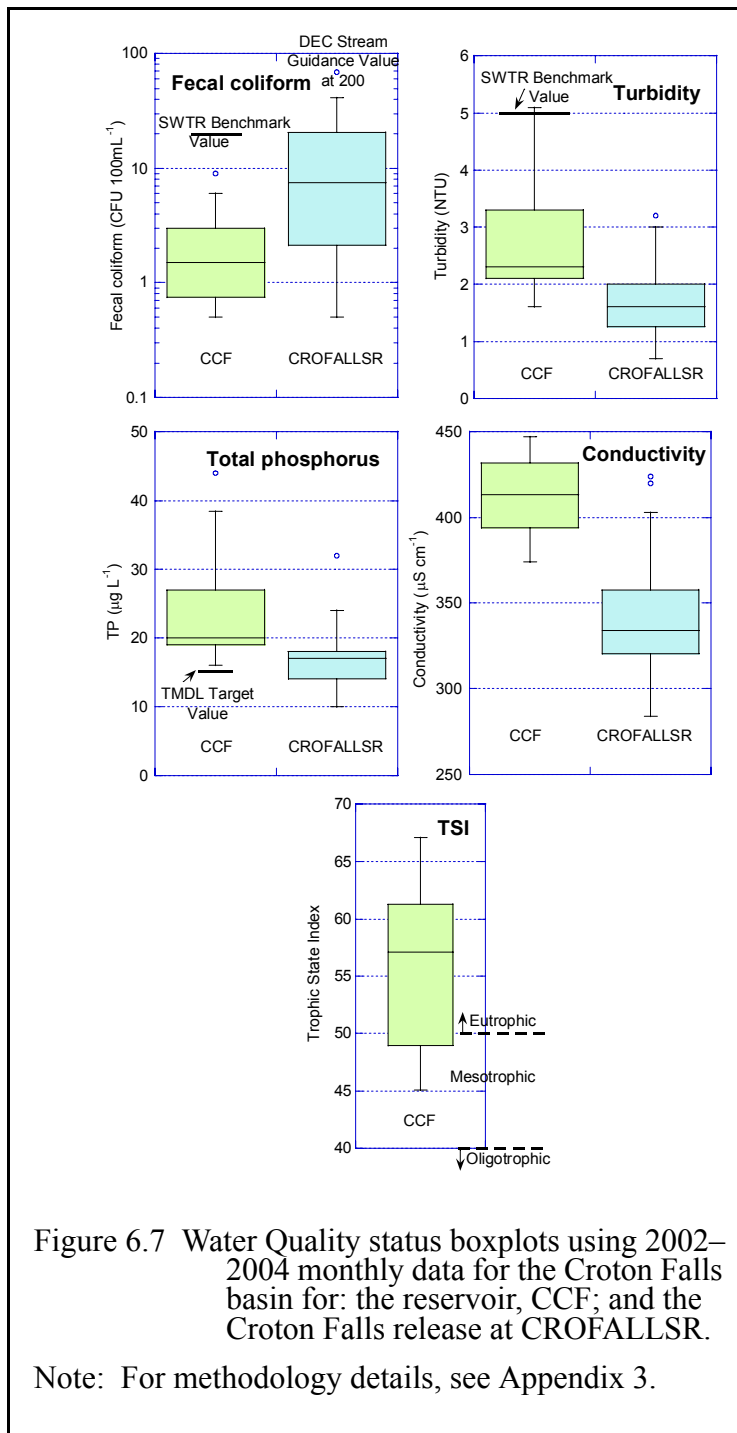 DEC Stream
Guidance Value
at 200
Fecal coliform
SWTR Benchmark
Value
Fecal coliform (CFU 100mL-1)
100
10
1
0.1
CCF
CROFALLSR
SWTR Benchmark
Value
Turbidity
Turbidity (NTU)
6
5
4
3
2
1
0
CCF
CROFALLSR
Total phosphorus
TP (µg L-1)
50
40
30
20
10
0
TMDL Target
Value
CCF
CROFALLSR
Conductivity
Conductivity (µS cm-1)
450
400
350
300
250
CCF
CROFALLSR
TSI
Trophic State Index
70
65
60
55
50
45
40
Eutrophic
Mesotrophic
CCF
Oligotrophic
Figure 6.7 Water Quality status boxplots using 2002–
2004 monthly data for the Croton Falls
basin for: the reservoir, CCF; and the
Croton Falls release at CROFALLSR.
Note: For methodology details, see Appendix 3.